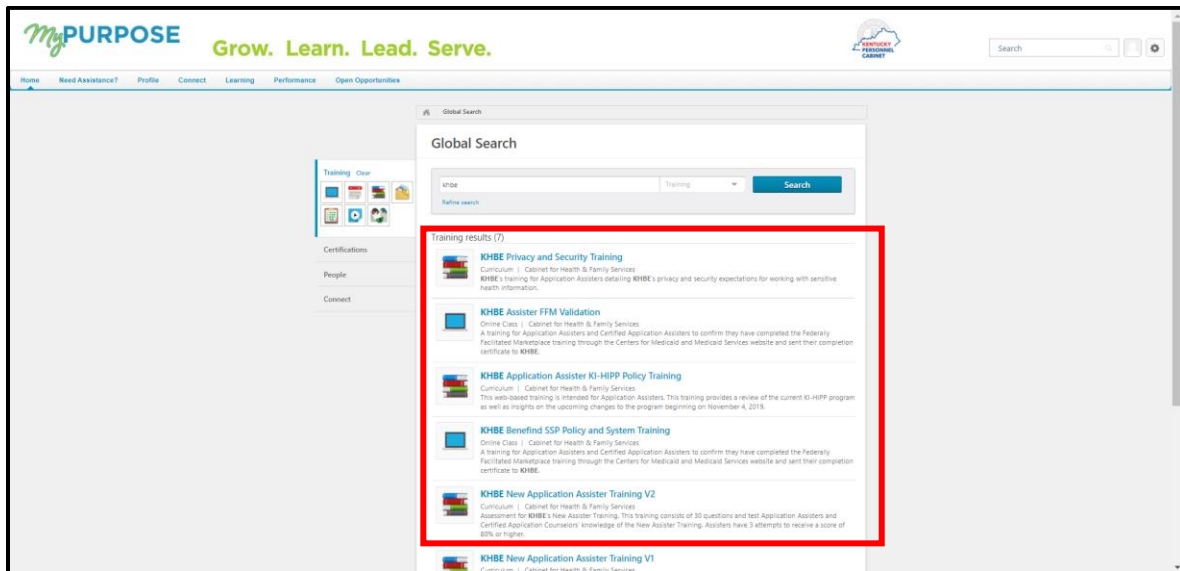 MyPURPOSE
Grow. Learn. Lead. Serve.
KENTUCKY
PERSONNEL
CABINET
Search
Home Need Assistance? Profile Connect Learning Performance Open Opportunities
Global Search
Global Search
Training Clear
Certifications
People
Connect
khbe Training Search
Refine search
Training results (7)
KHBE Privacy and Security Training
Curriculum | Cabinet for Health & Family Services
KHBE's training for Application Assisters detailing KHBE's privacy and security expectations for working with sensitive
health information.
KHBE Assister FFM Validation
Online Class | Cabinet for Health & Family Services
A training for Application Assisters and Certified Application Assisters to confirm they have completed the Federally
Facilitated Marketplace training through the Centers for Medicaid and Medicaid Services website and sent their completion
certificate to KHBE.
KHBE Application Assister KI-HIPP Policy Training
Curriculum | Cabinet for Health & Family Services
This web-based training is intended for Application Assisters. This training provides a review of the current KI-HIPP program
as well as insights on the upcoming changes to the program beginning on November 4, 2019.
KHBE Benefind SSP Policy and System Training
Online Class | Cabinet for Health & Family Services
A training for Application Assisters and Certified Application Assisters to confirm they have completed the Federally
Facilitated Marketplace training through the Centers for Medicaid and Medicaid Services website and sent their completion
certificate to KHBE.
KHBE New Application Assister Training V2
Curriculum | Cabinet for Health & Family Services
Assessment for KHBE's New Assister Training. This training consists of 30 questions and test Application Assisters and
Certified Application Counselors' knowledge of the New Assister Training. Assisters have 3 attempts to receive a score of
80% or higher.
KHBE New Application Assister Training V1
Curriculum | Cabinet for Health & Family Services